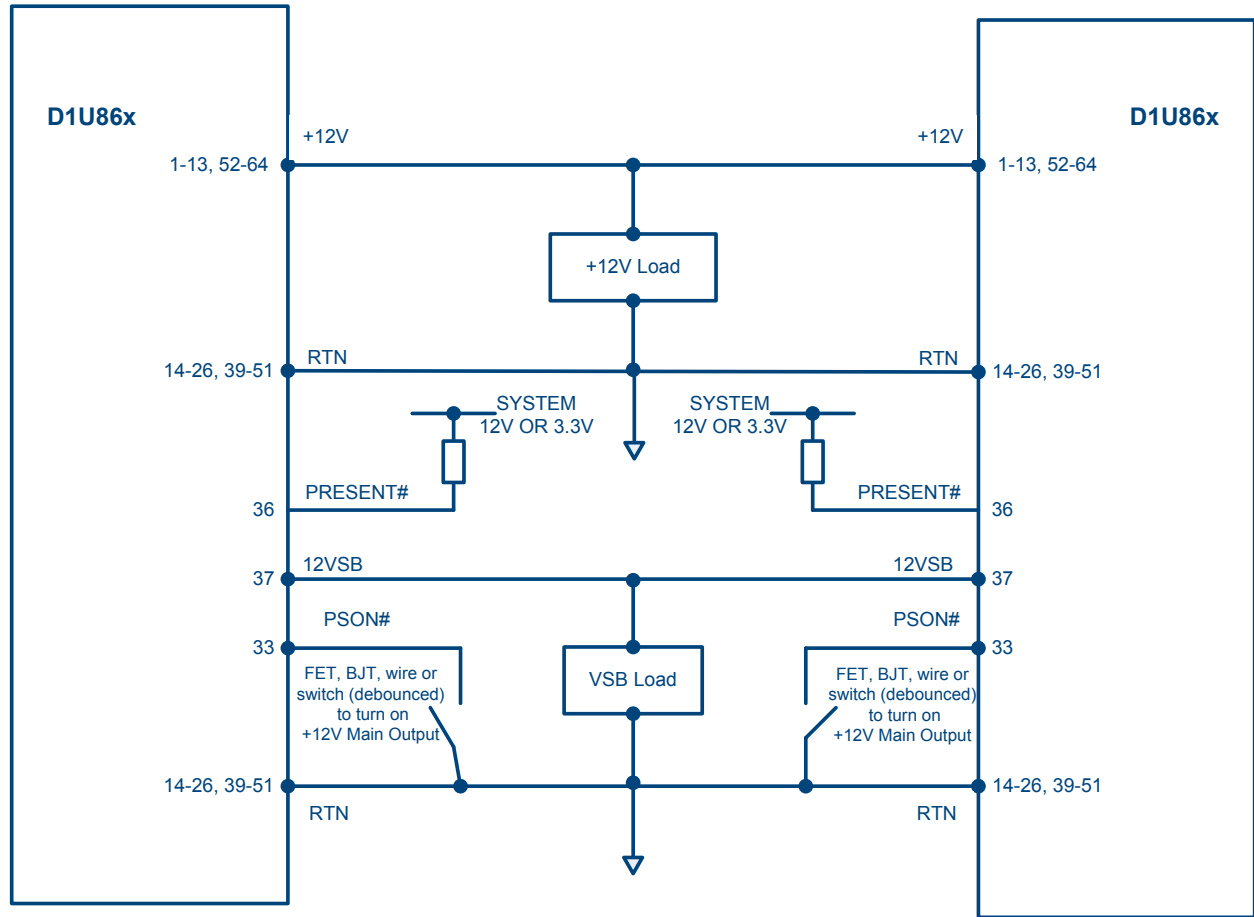 D1U86x
D1U86x
+12V
+12V
1-13, 52-64
1-13, 52-64
+12V Load
RTN
RTN
14-26, 39-51
14-26, 39-51
SYSTEM
12V OR 3.3V
SYSTEM
12V OR 3.3V
PRESENT#
PRESENT#
36
36
12VSB
12VSB
37
37
PSON#
PSON#
33
33
FET, BJT, wire or
switch (debounced)
to turn on
+12V Main Output
VSB Load
FET, BJT, wire or
switch (debounced)
to turn on
+12V Main Output
14-26, 39-51
14-26, 39-51
RTN
RTN